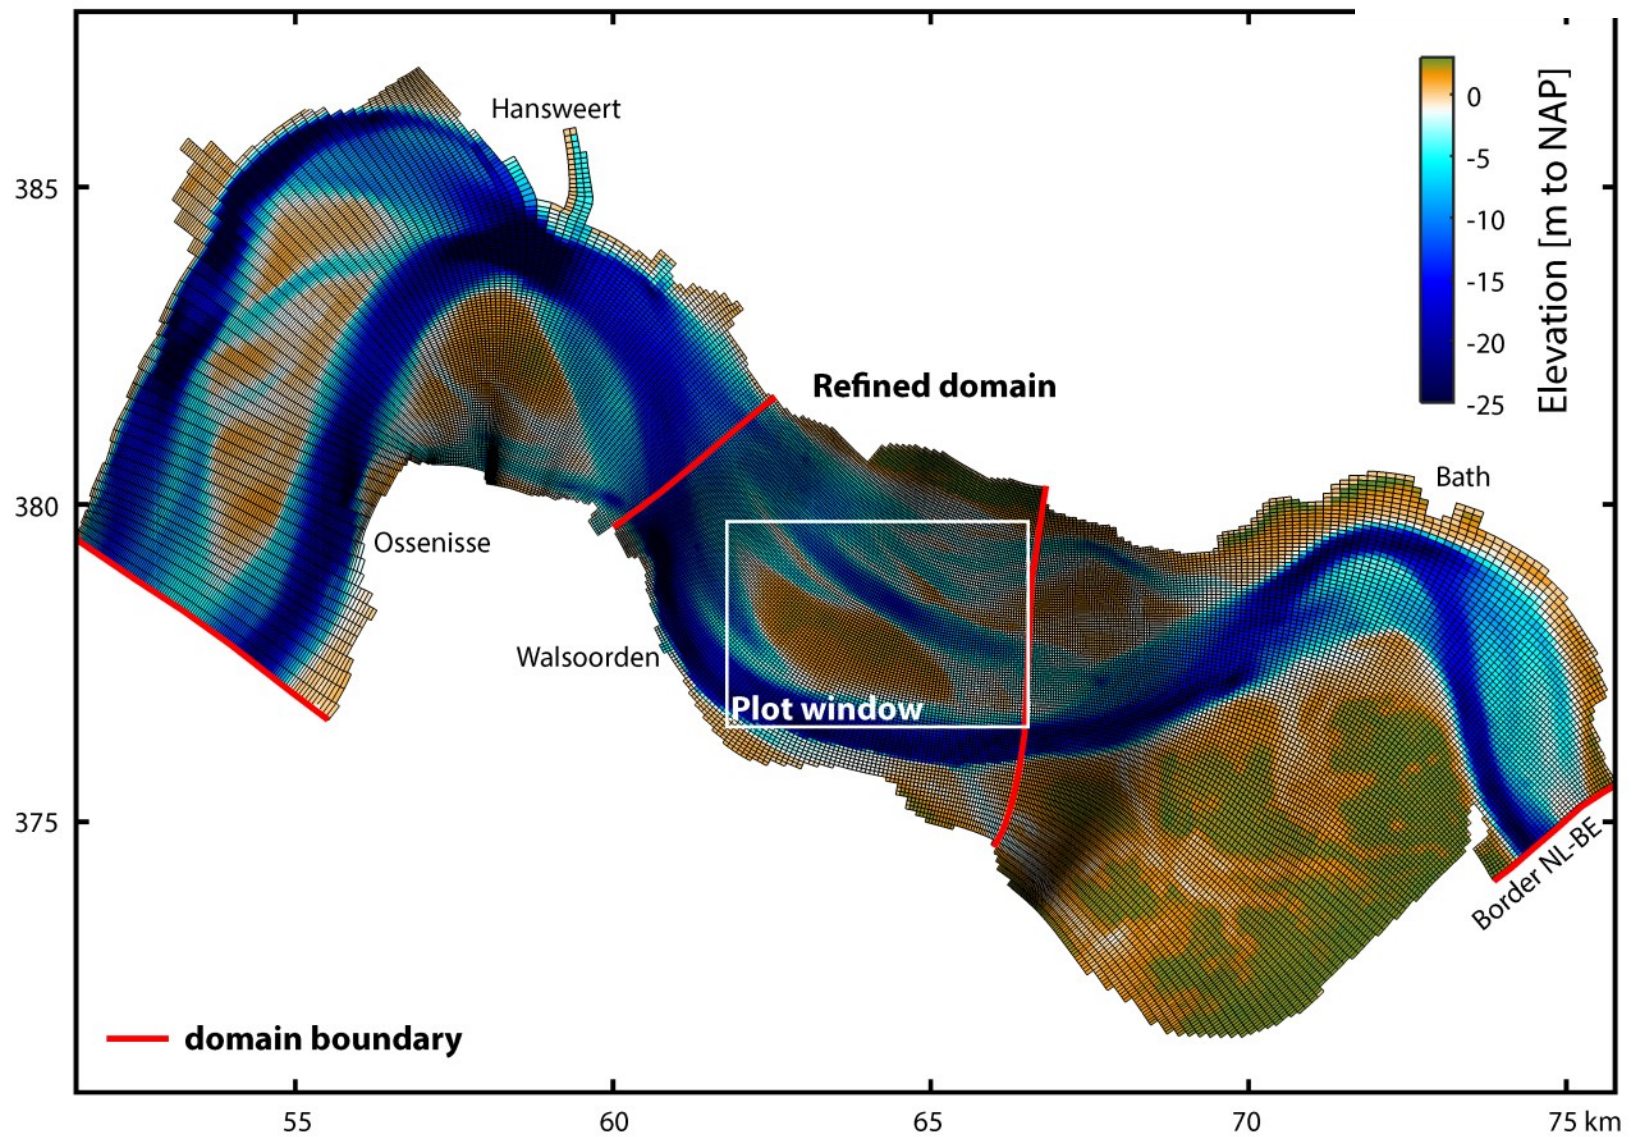 Hansweert
0
-5
-10
-15
-20
-25
Elevation [m to NAP]
385
Refined domain
Bath
380
Ossenisse
Walsoorden
Plot window
375
Border NL-BE
domain boundary
55
60
65
70
75 km